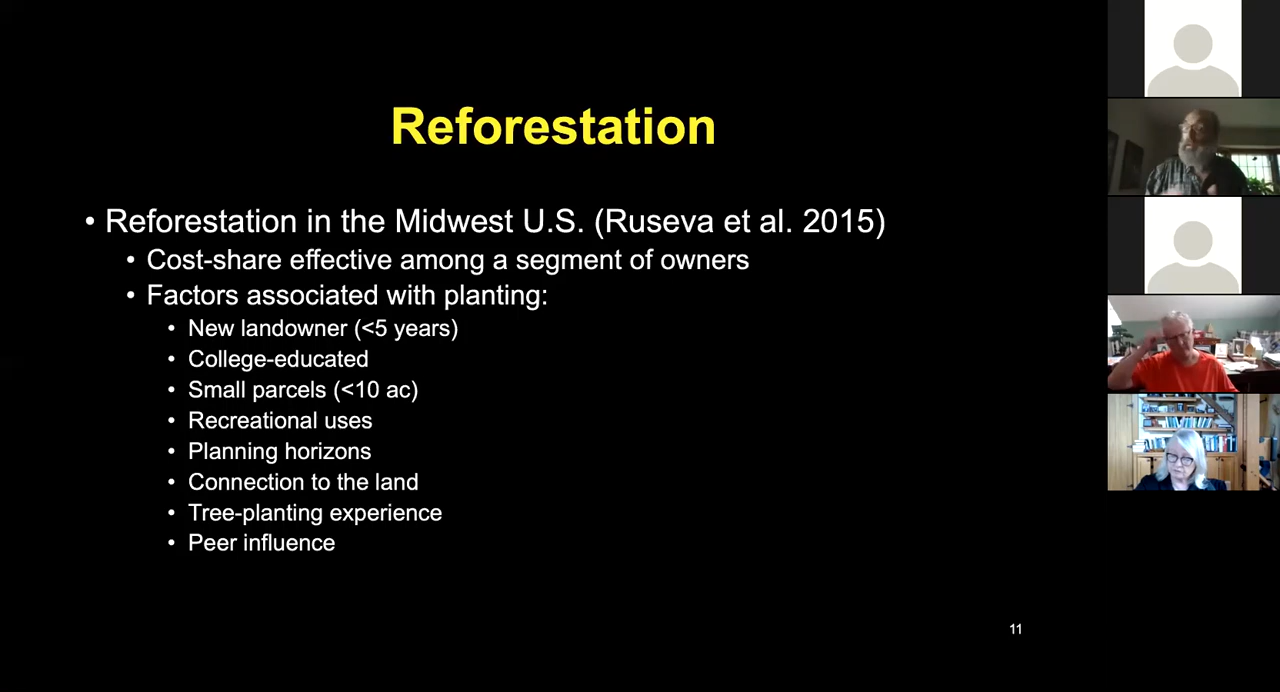 Reforestation
• Reforestation in the Midwest U.S. (Ruseva et al. 2015)
• Cost-share effective among a segment of owners
• Factors associated with planting:
• New landowner (<5 years)
• College-educated
• Small parcels (<10 ac)
• Recreational uses
• Planning horizons
• Connection to the land
• Tree-planting experience
• Peer influence
11